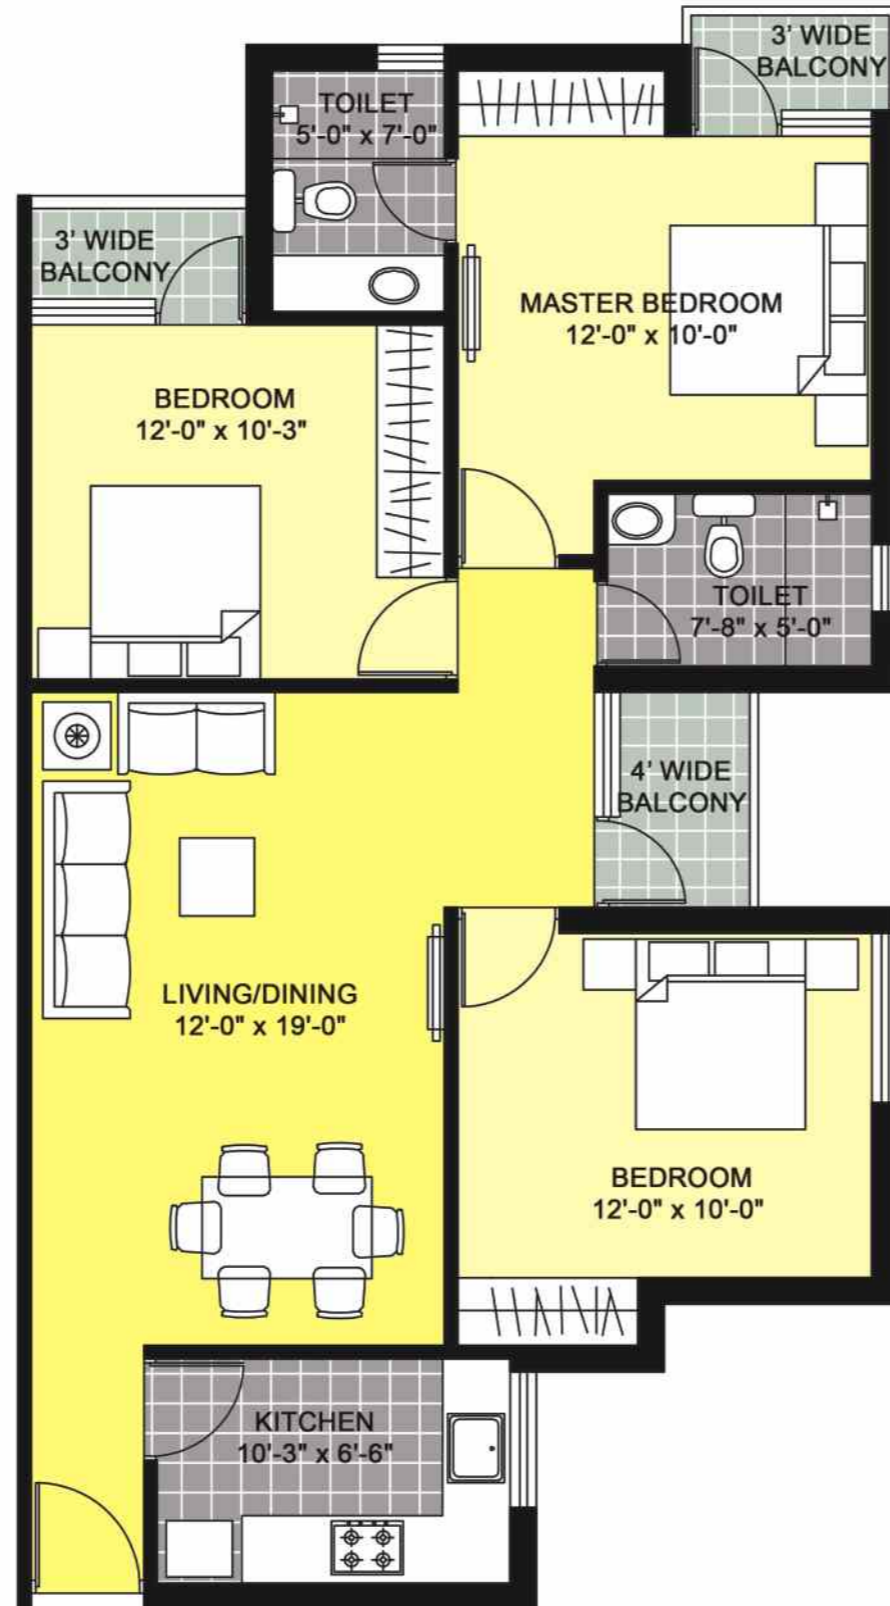 3' WIDE
BALCONY
TOILET
5'-0" x 7'-0"
3' WIDE
BALCONY
MASTER BEDROOM
12'-0" x 10'-0"
BEDROOM
12'-0" x 10'-3"
TOILET
7'-8" x 5'-0"
4' WIDE
BALCONY
LIVING/DINING
12'-0" x 19'-0"
BEDROOM
12'-0" x 10'-0"
KITCHEN
10'-3" x 6'-6"